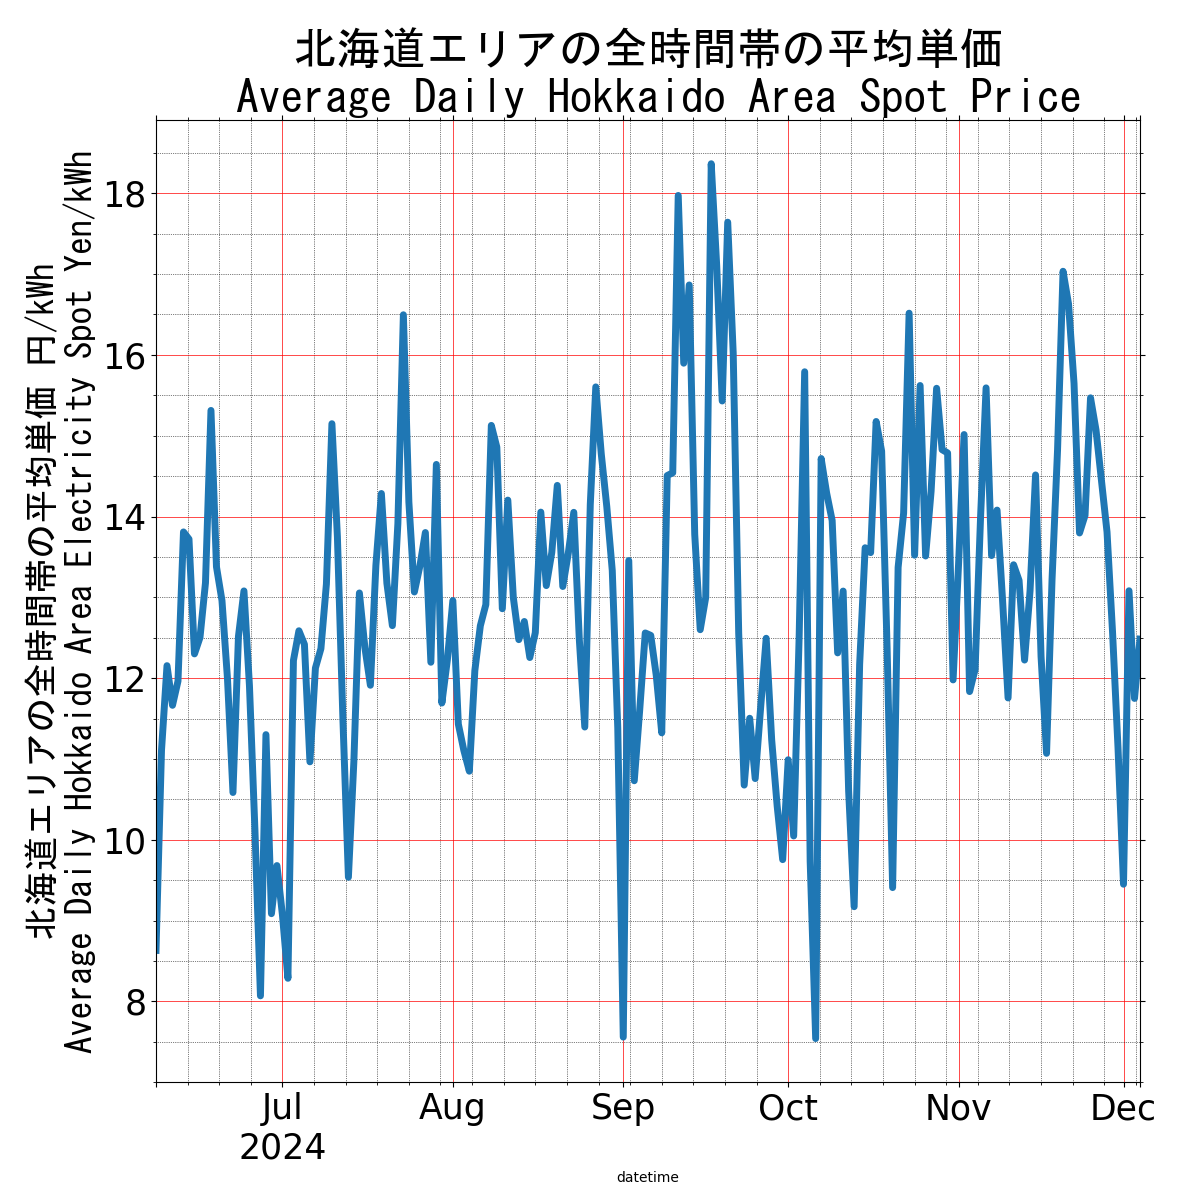 北海道エリアの全時間帯の平均単価
Average Daily Hokkaido Area Spot Price
北海道エリアの全時間帯の平均単価 円/kWh
Average Daily Hokkaido Area Electricity Spot Yen/kWh
18
16
14
12
10
8
Jul
2024
Aug
Sep
Oct
Nov
Dec
datetime